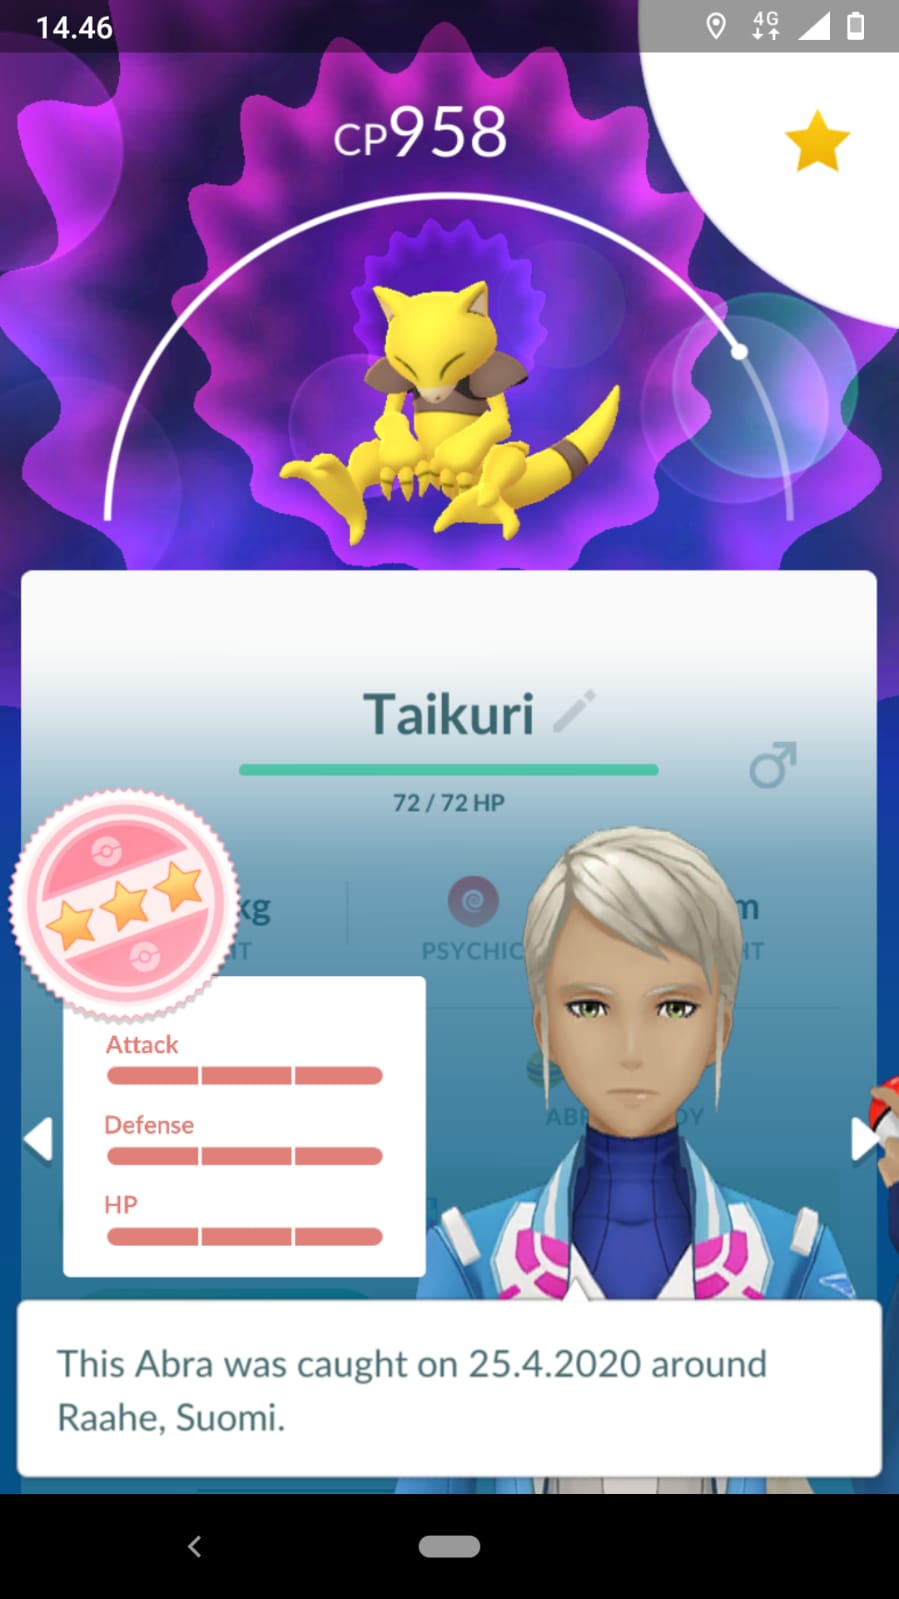 14.46
4G
CP958
Taikuri
72 / 72 HP
kg
m
PSYCHIC
Attack
Defense
HP
This Abra was caught on 25.4.2020 around
Raahe, Suomi.